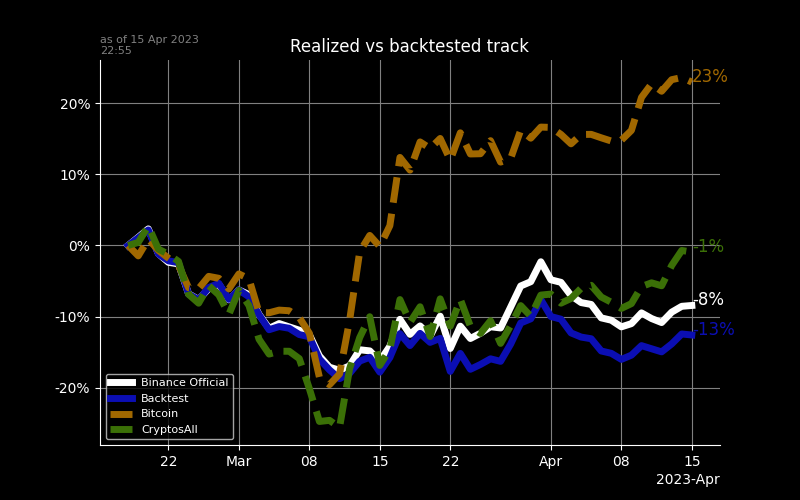 as of 15 Apr 2023
22:55
Realized vs backtested track
20%
10%
0%
-10%
-20%
23%
-1%
-8%
-13%
Binance Official
Backtest
Bitcoin
CryptosAll
22 Mar 08 15 22 Apr 08 15
2023-Apr